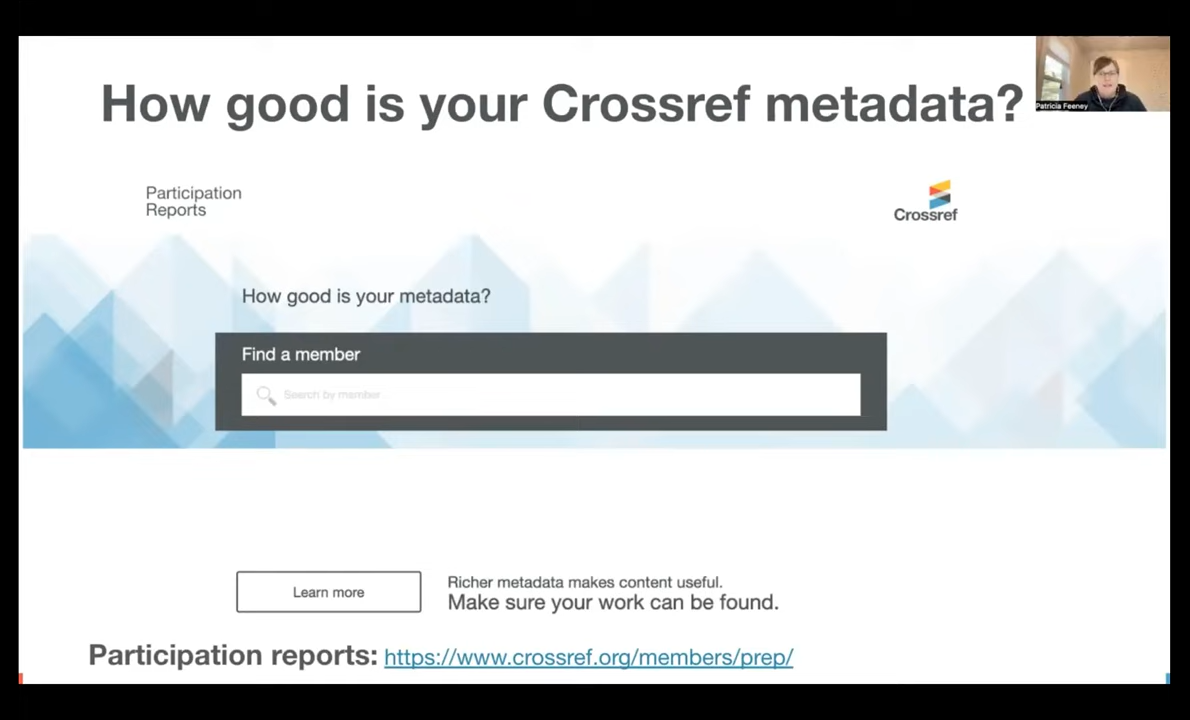 How good is your Crossref metadata?
Patricia Feeney
Participation
Reports
Crossref
How good is your metadata?
Find a member
Search by member...
Learn more
Richer metadata makes content useful.
Make sure your work can be found.
Participation reports: https://www.crossref.org/members/prep/